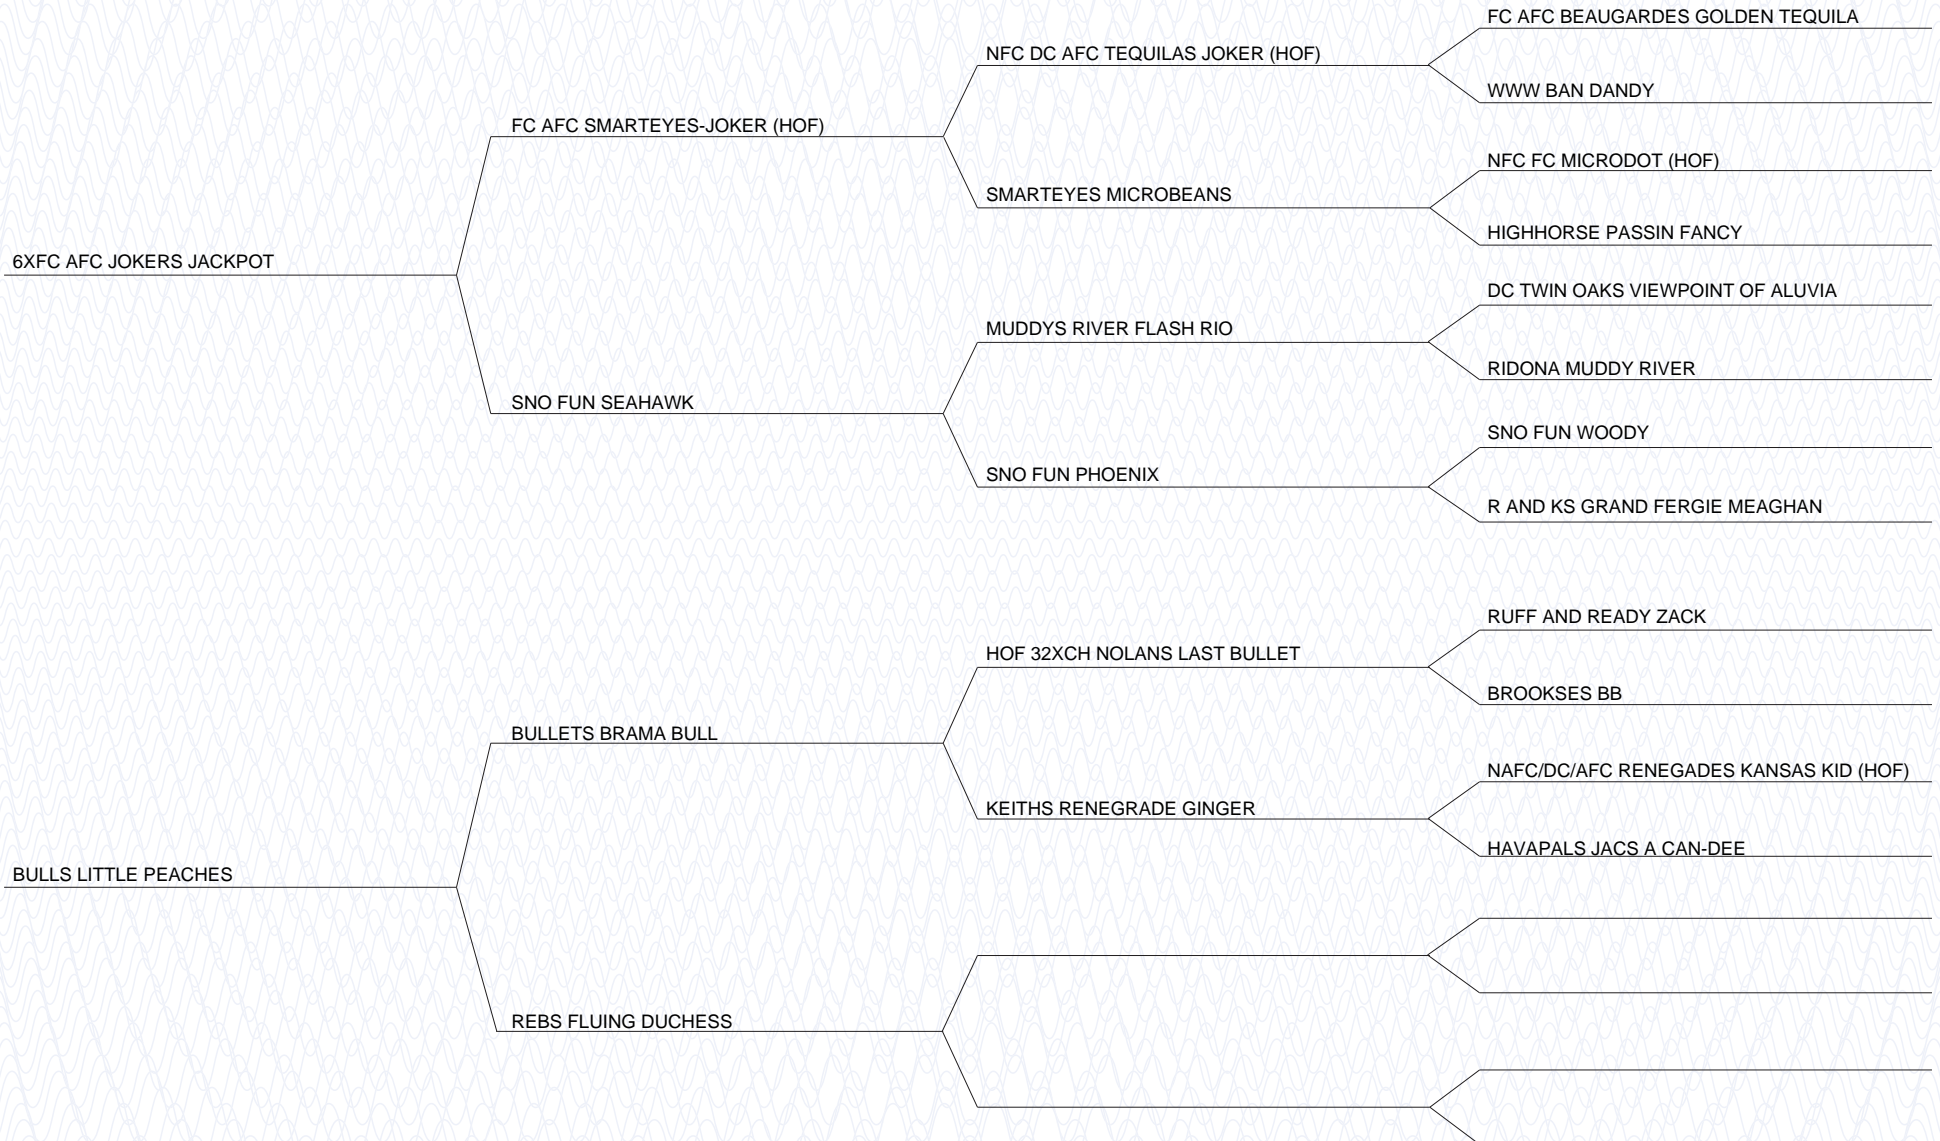 FC AFC BEAUGARDES GOLDEN TEQUILA
NFC DC AFC TEQUILAS JOKER (HOF)
WWW BAN DANDY
FC AFC SMARTEYES-JOKER (HOF)
NFC FC MICRODOT (HOF)
SMARTEYES MICROBEANS
HIGHHORSE PASSIN FANCY
6XFC AFC JOKERS JACKPOT
DC TWIN OAKS VIEWPOINT OF ALUVIA
MUDDYS RIVER FLASH RIO
RIDONA MUDDY RIVER
SNO FUN SEAHAWK
SNO FUN WOODY
SNO FUN PHOENIX
R AND KS GRAND FERGIE MEAGHAN
RUFF AND READY ZACK
HOF 32XCH NOLANS LAST BULLET
BROOKSES BB
BULLETS BRAMA BULL
NAFC/DC/AFC RENEGADES KANSAS KID (HOF)
KEITHS RENEGRADE GINGER
HAVAPALS JACS A CAN-DEE
BULLS LITTLE PEACHES
REBS FLUING DUCHESS